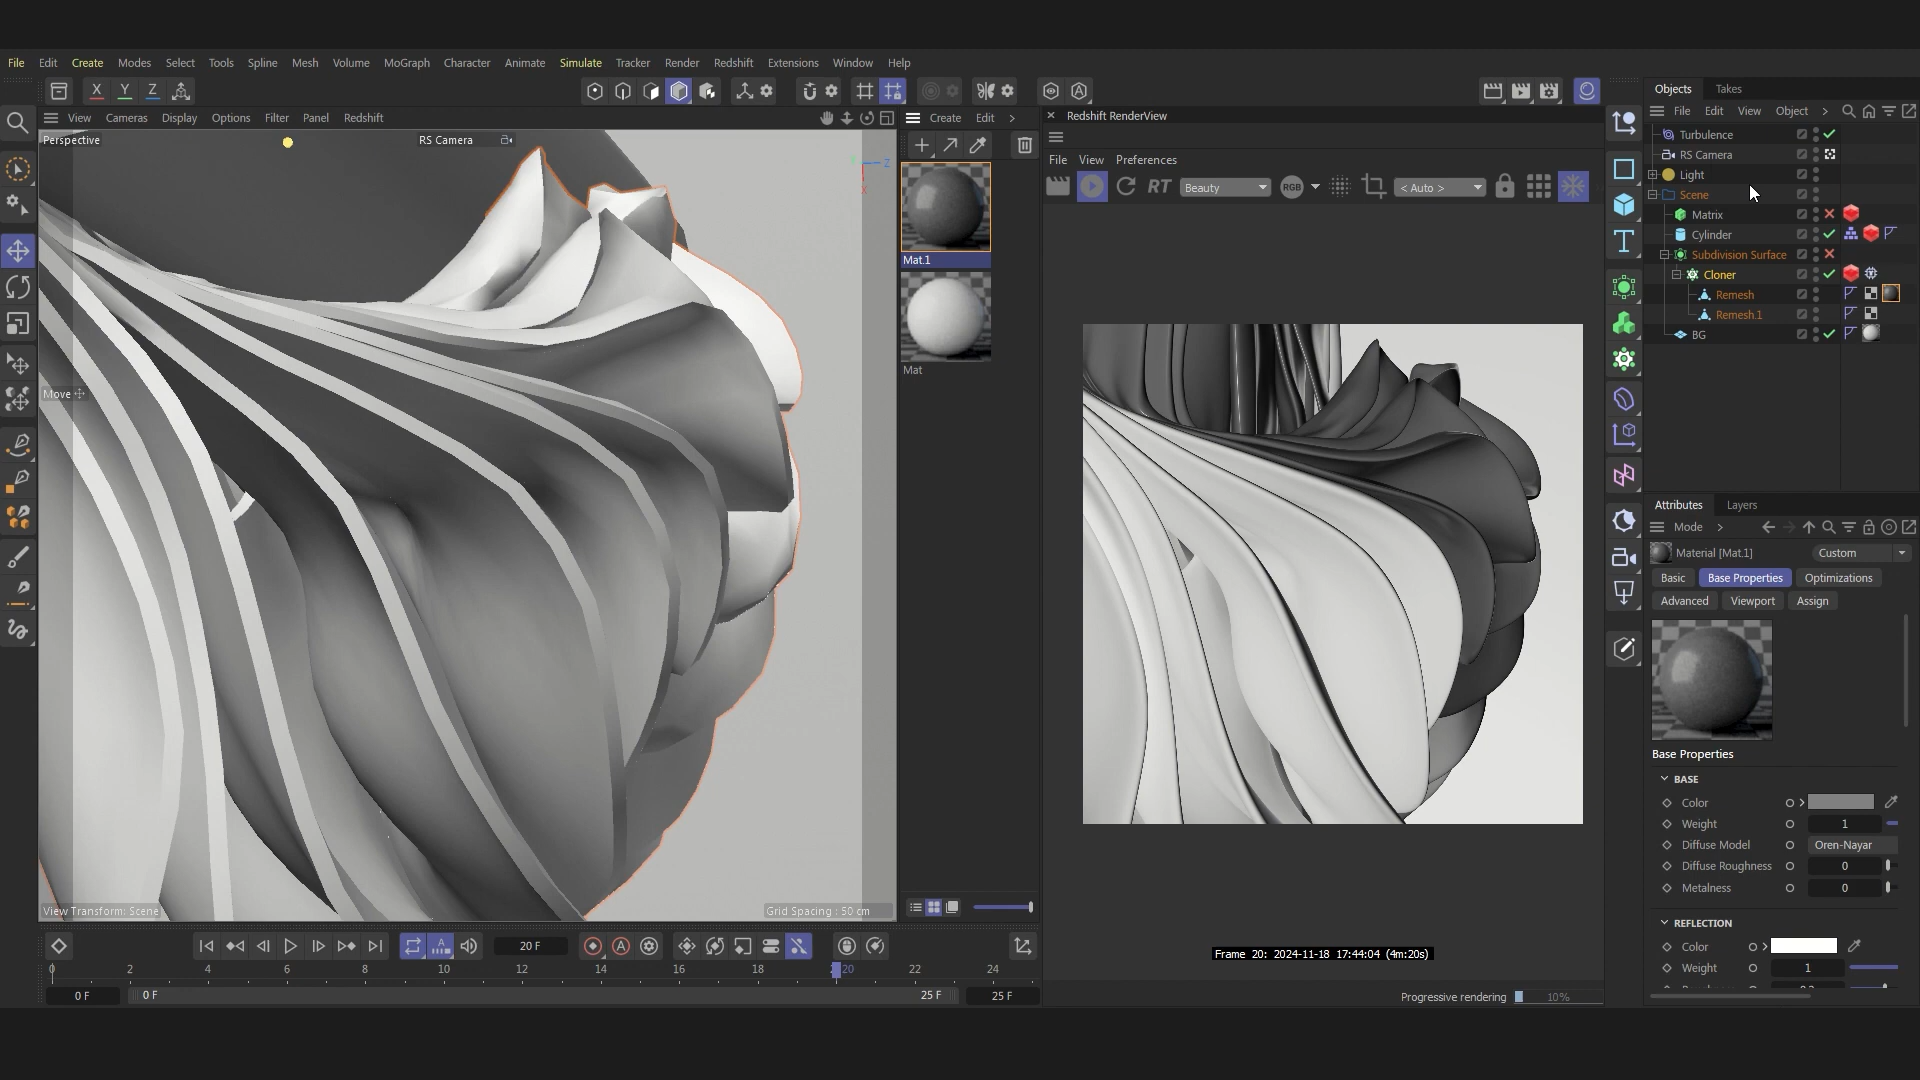 File Edit Create Modes Select Tools Spline Mesh Volume MoGraph Character Animate Simulate Tracker Render Redshift Extensions Window Help
X Y Z
View Cameras Display Options Filter Panel Redshift
Perspective
RS Camera
Z
X
Move
View Transform: Scene
Grid Spacing : 50 cm
Create Edit
Mat.1
Mat
Redshift RenderView
File View Preferences
RT Beauty RGB < Auto >
Frame 20: 2024-11-18 17:44:04 (4m:20s)
Progressive rendering 10%
20 F
0 2 4 6 8 10 12 14 16 18 20 22 24
0 F 0 F 25 F 25 F
Objects Takes
File Edit View Object
Turbulence
RS Camera
Light
Scene
Matrix
Cylinder
Subdivision Surface
Cloner
Remesh
Remesh.1
BG
Attributes Layers
Mode
Material [Mat.1] Custom
Basic Base Properties Optimizations
Advanced Viewport Assign
Base Properties
BASE
Color
Weight 1
Diffuse Model Oren-Nayar
Diffuse Roughness 0
Metalness 0
REFLECTION
Color
Weight 1